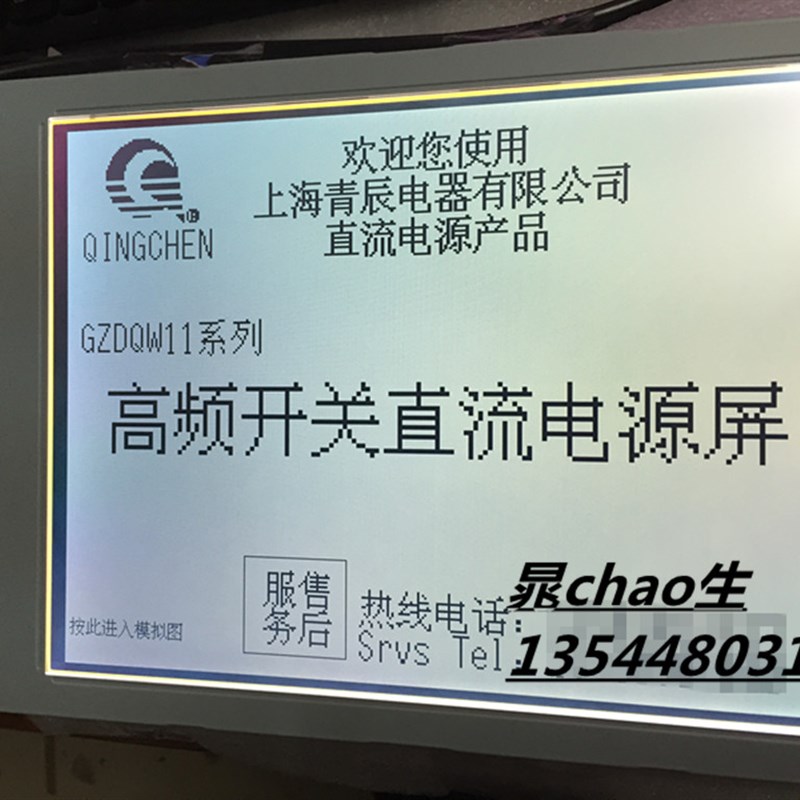 欢迎您使用
上海青辰电器有限公司
直流电源产品
®
QINGCHEN
GZDQW11系列
高频开关直流电源屏
售后
服务
热线电话:
Srvs Tel:
晁chao生
135448031
按此进入模拟图